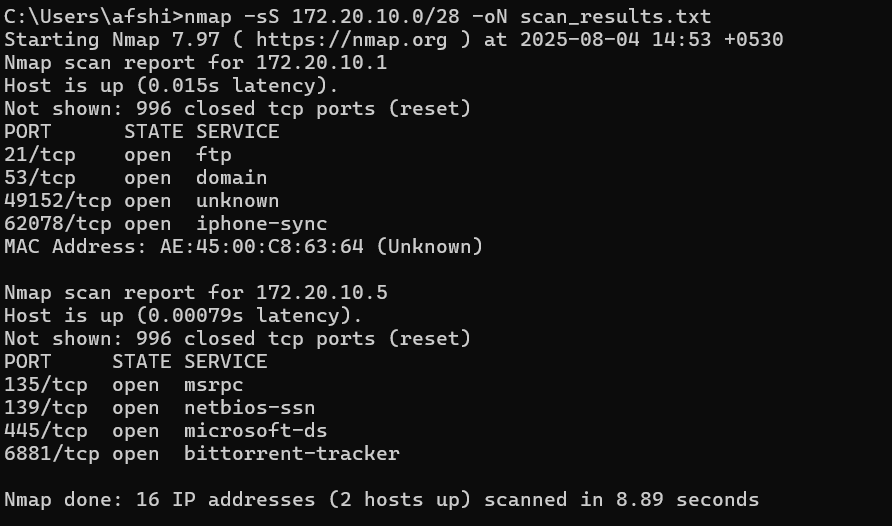 C:\Users\afshi>nmap -sS 172.20.10.0/28 -oN scan_results.txt
Starting Nmap 7.97 ( https://nmap.org ) at 2025-08-04 14:53 +0530
Nmap scan report for 172.20.10.1
Host is up (0.015s latency).
Not shown: 996 closed tcp ports (reset)
PORT      STATE SERVICE
21/tcp    open  ftp
53/tcp    open  domain
49152/tcp open  unknown
62078/tcp open  iphone-sync
MAC Address: AE:45:00:C8:63:64 (Unknown)

Nmap scan report for 172.20.10.5
Host is up (0.00079s latency).
Not shown: 996 closed tcp ports (reset)
PORT     STATE SERVICE
135/tcp  open  msrpc
139/tcp  open  netbios-ssn
445/tcp  open  microsoft-ds
6881/tcp open  bittorrent-tracker

Nmap done: 16 IP addresses (2 hosts up) scanned in 8.89 seconds